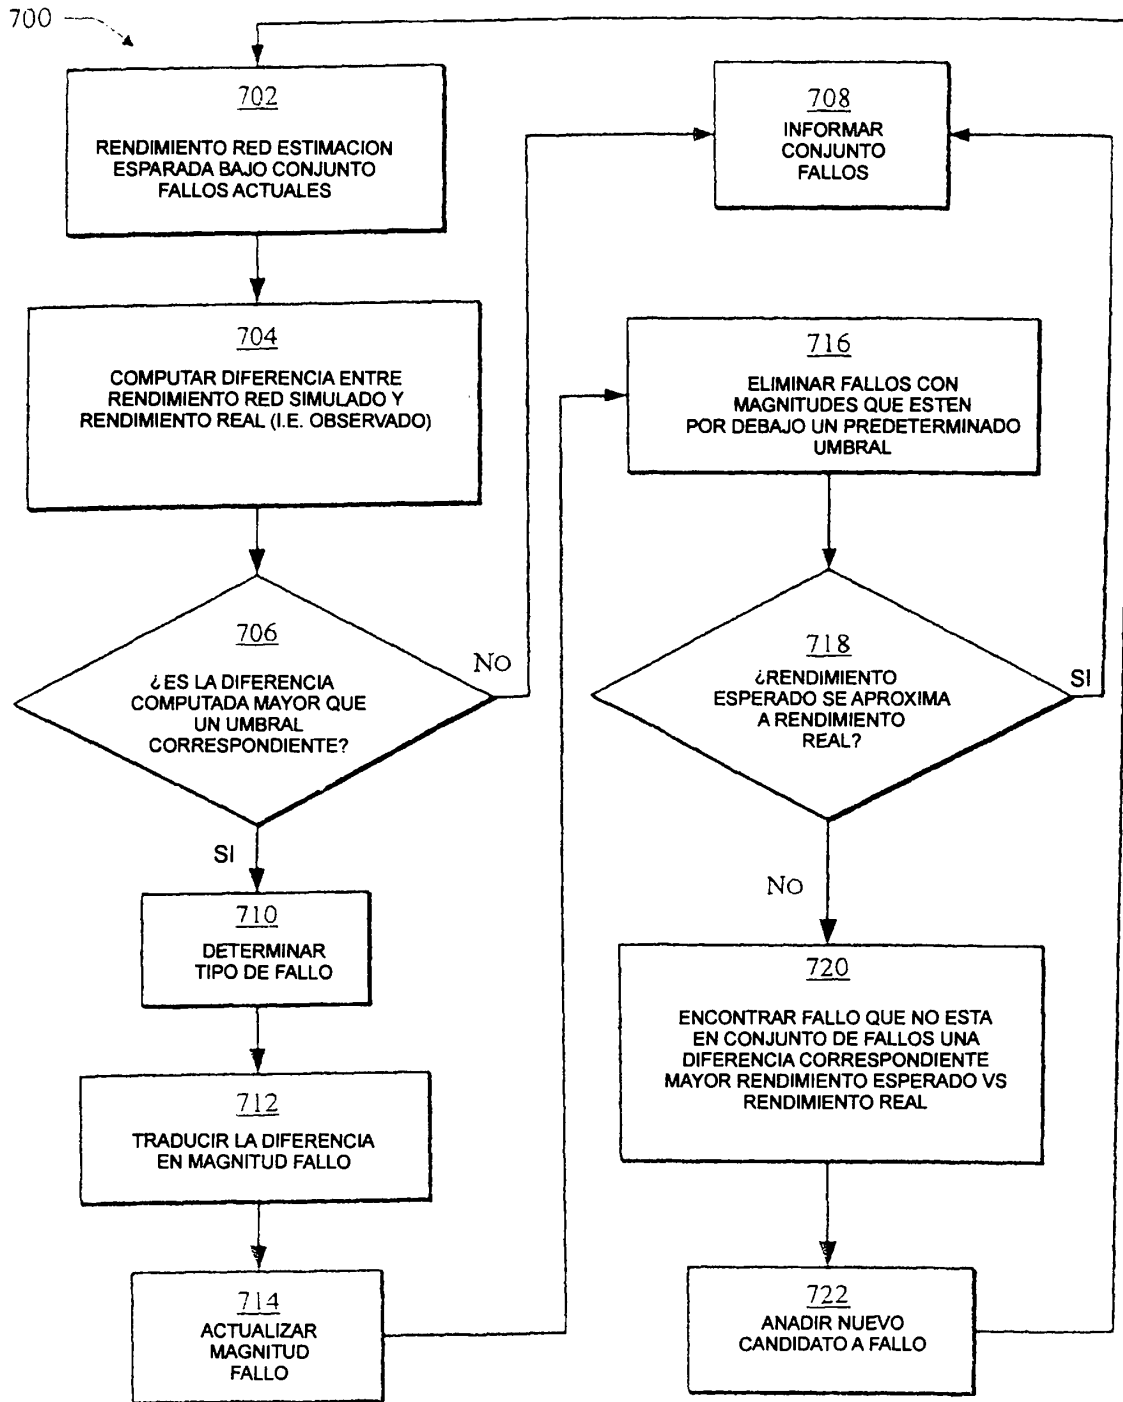 700
702
RENDIMIENTO RED ESTIMACION
ESPARADA BAJO CONJUNTO
FALLOS ACTUALES
704
COMPUTAR DIFERENCIA ENTRE
RENDIMIENTO RED SIMULADO Y
RENDIMIENTO REAL (I.E. OBSERVADO)
706
¿ES LA DIFERENCIA
COMPUTADA MAYOR QUE
UN UMBRAL
CORRESPONDIENTE?
NO
SI
710
DETERMINAR
TIPO DE FALLO
712
TRADUCIR LA DIFERENCIA
EN MAGNITUD FALLO
714
ACTUALIZAR
MAGNITUD
FALLO
708
INFORMAR
CONJUNTO
FALLOS
716
ELIMINAR FALLOS CON
MAGNITUDES QUE ESTEN
POR DEBAJO UN PREDETERMINADO
UMBRAL
718
¿RENDIMIENTO
ESPERADO SE APROXIMA
A RENDIMIENTO
REAL?
SI
NO
720
ENCONTRAR FALLO QUE NO ESTA
EN CONJUNTO DE FALLOS UNA
DIFERENCIA CORRESPONDIENTE
MAYOR RENDIMIENTO ESPERADO VS
RENDIMIENTO REAL
722
ANADIR NUEVO
CANDIDATO A FALLO